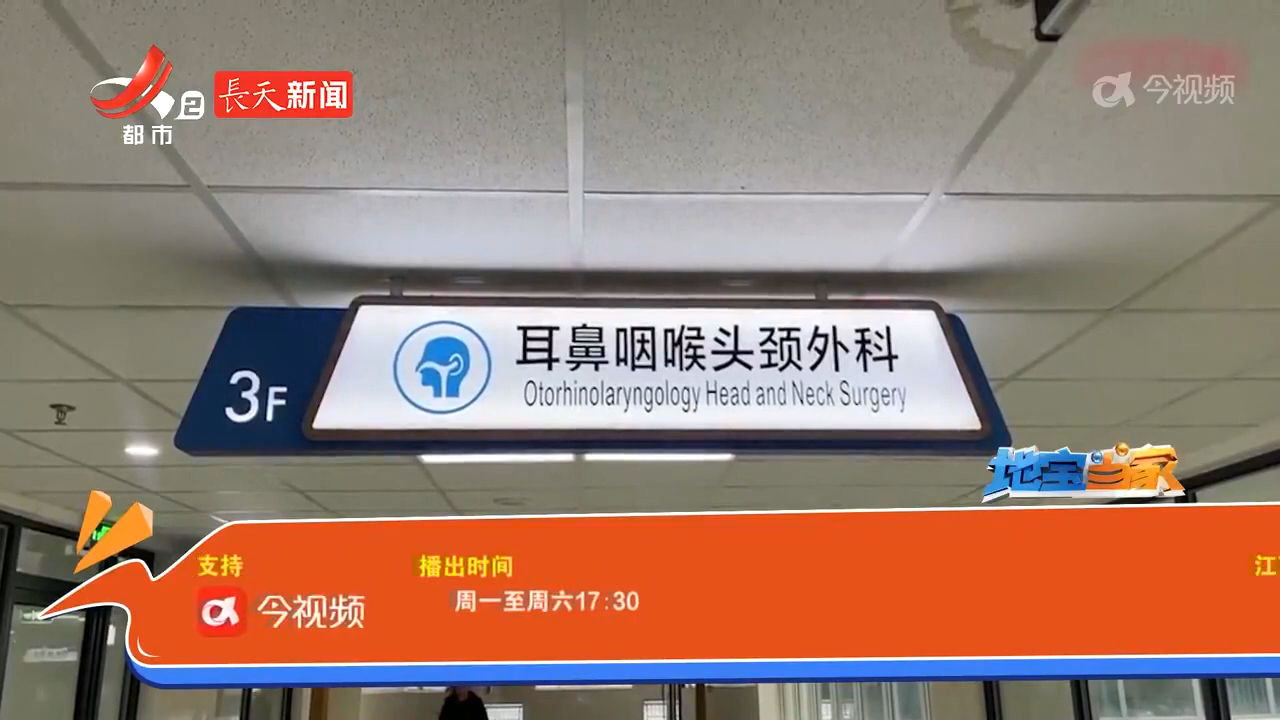 2
都市
長天新闻
今视频
3F
耳鼻咽喉头颈外科
Otorhinolaryngology Head and Neck Surgery
地宝当家
支持
今视频
播出时间
周一至周六17:30
江